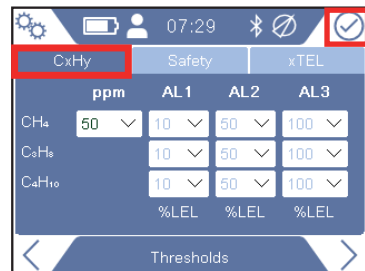 07:29
CxHy Safety xTEL
ppm AL1 AL2 AL3
CH₄ 50 10 50 100
C₃H₈ 10 50 100
C₄H₁₀ 10 50 100
%LEL %LEL %LEL
Thresholds